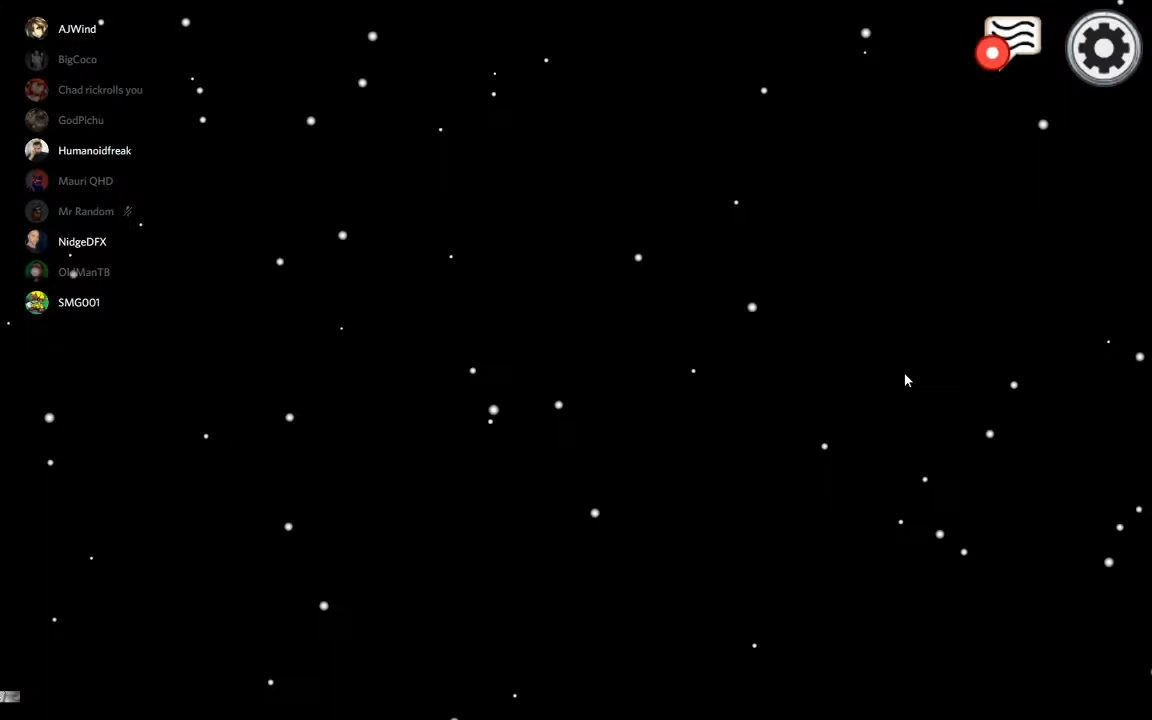 AJWind
BigCoco
Chad rickrolls you
GodPichu
Humanoidfreak
Mauri QHD
Mr Random
NidgeDFX
OldManTB
SMG001